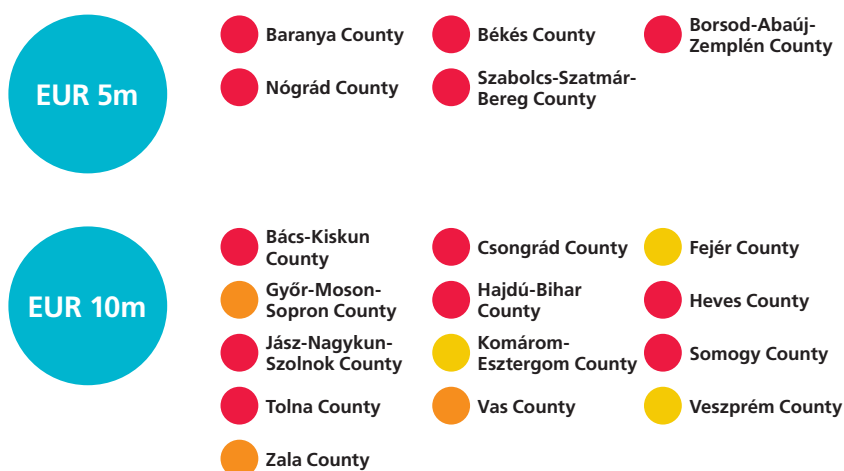 EUR 5m
Baranya County
Békés County
Borsod-Abaúj-
Zemplén County
Nógrád County
Szabolcs-Szatmár-
Bereg County
EUR 10m
Bács-Kiskun
County
Csongrád County
Fejér County
Győr-Moson-
Sopron County
Hajdú-Bihar
County
Heves County
Jász-Nagykun-
Szolnok County
Komárom-
Esztergom County
Somogy County
Tolna County
Vas County
Veszprém County
Zala County